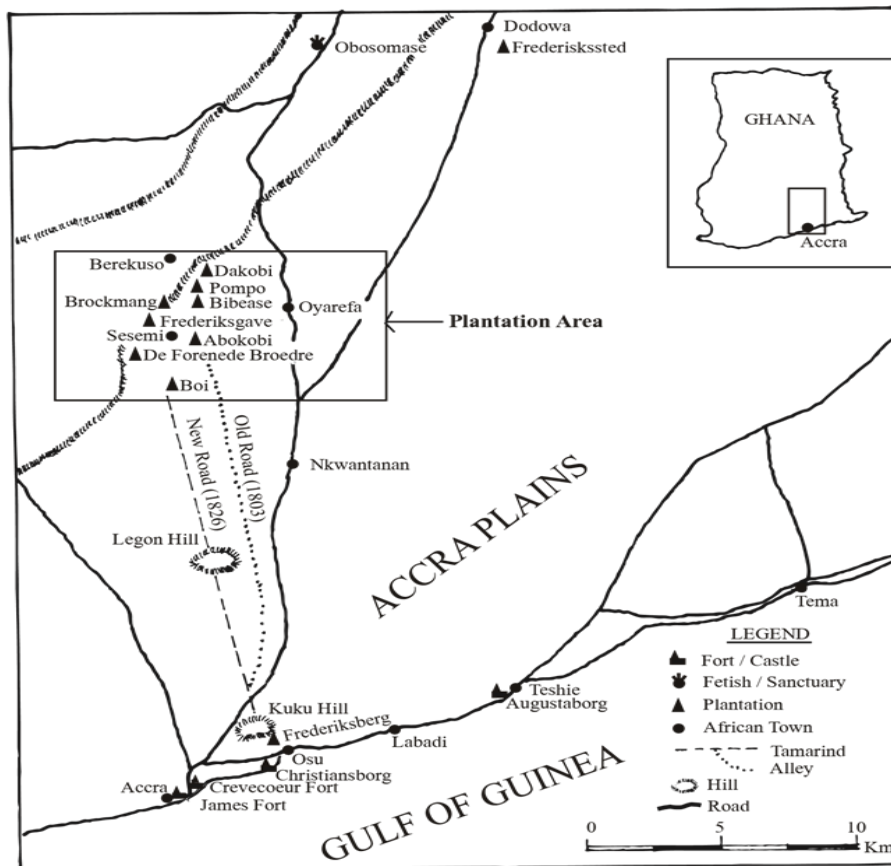 Dodowa
Obosomase
Frederiskssted
GHANA
Accra
Berekuso
Dakobi
Pompo
Brockmang
Bibease
Oyarefa
Frederiksgave
Plantation Area
Sesemi
Abokobi
De Forenede Broedre
Boi
New Road (1826)
Old Road (1803)
Nkwantanan
Legon Hill
ACCRA PLAINS
Tema
LEGEND
Fort / Castle
Fetish / Sanctuary
Plantation
African Town
Tamarind
Alley
Hill
Road
Teshie
Augustaborg
Kuku Hill
Frederiksberg
Labadi
Osu
Christiansborg
Accra
Crevecoeur Fort
James Fort
GULF OF GUINEA
0 5 10
Km